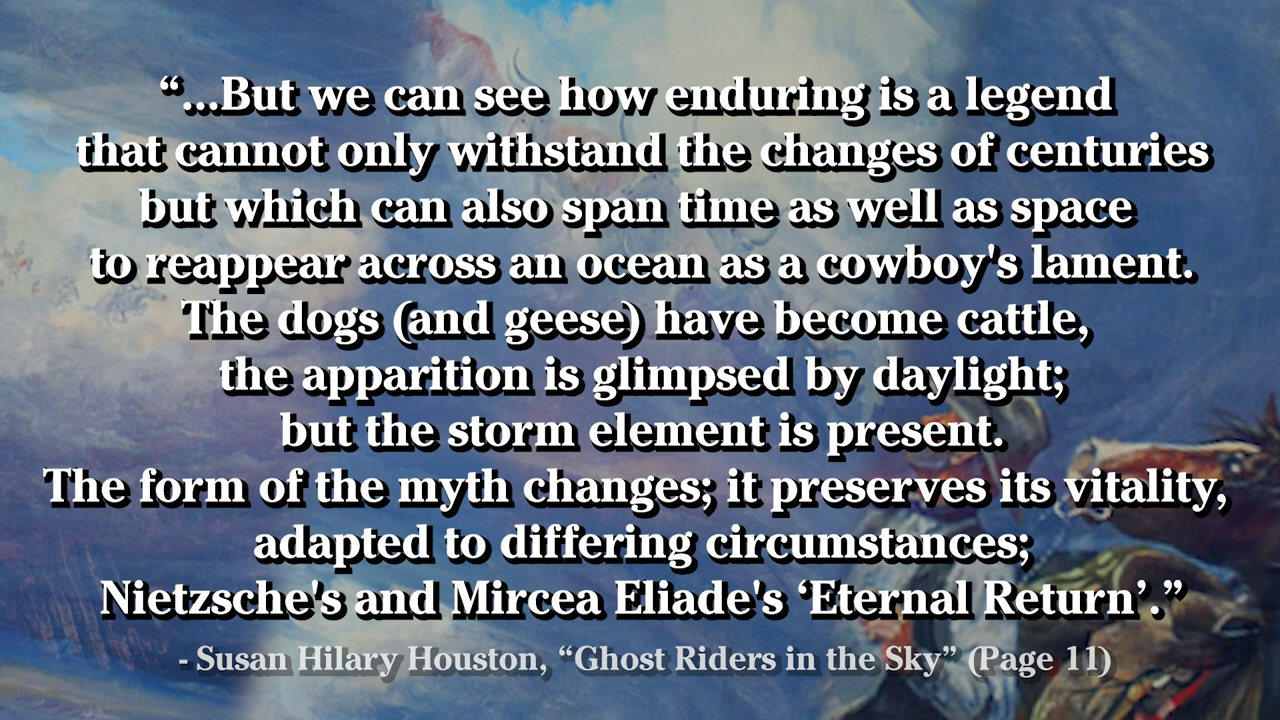 “...But we can see how enduring is a legend
that cannot only withstand the changes of centuries
but which can also span time as well as space
to reappear across an ocean as a cowboy's lament.
The dogs (and geese) have become cattle,
the apparition is glimpsed by daylight;
but the storm element is present.
The form of the myth changes; it preserves its vitality,
adapted to differing circumstances;
Nietzsche's and Mircea Eliade's ‘Eternal Return’.”
- Susan Hilary Houston, “Ghost Riders in the Sky” (Page 11)